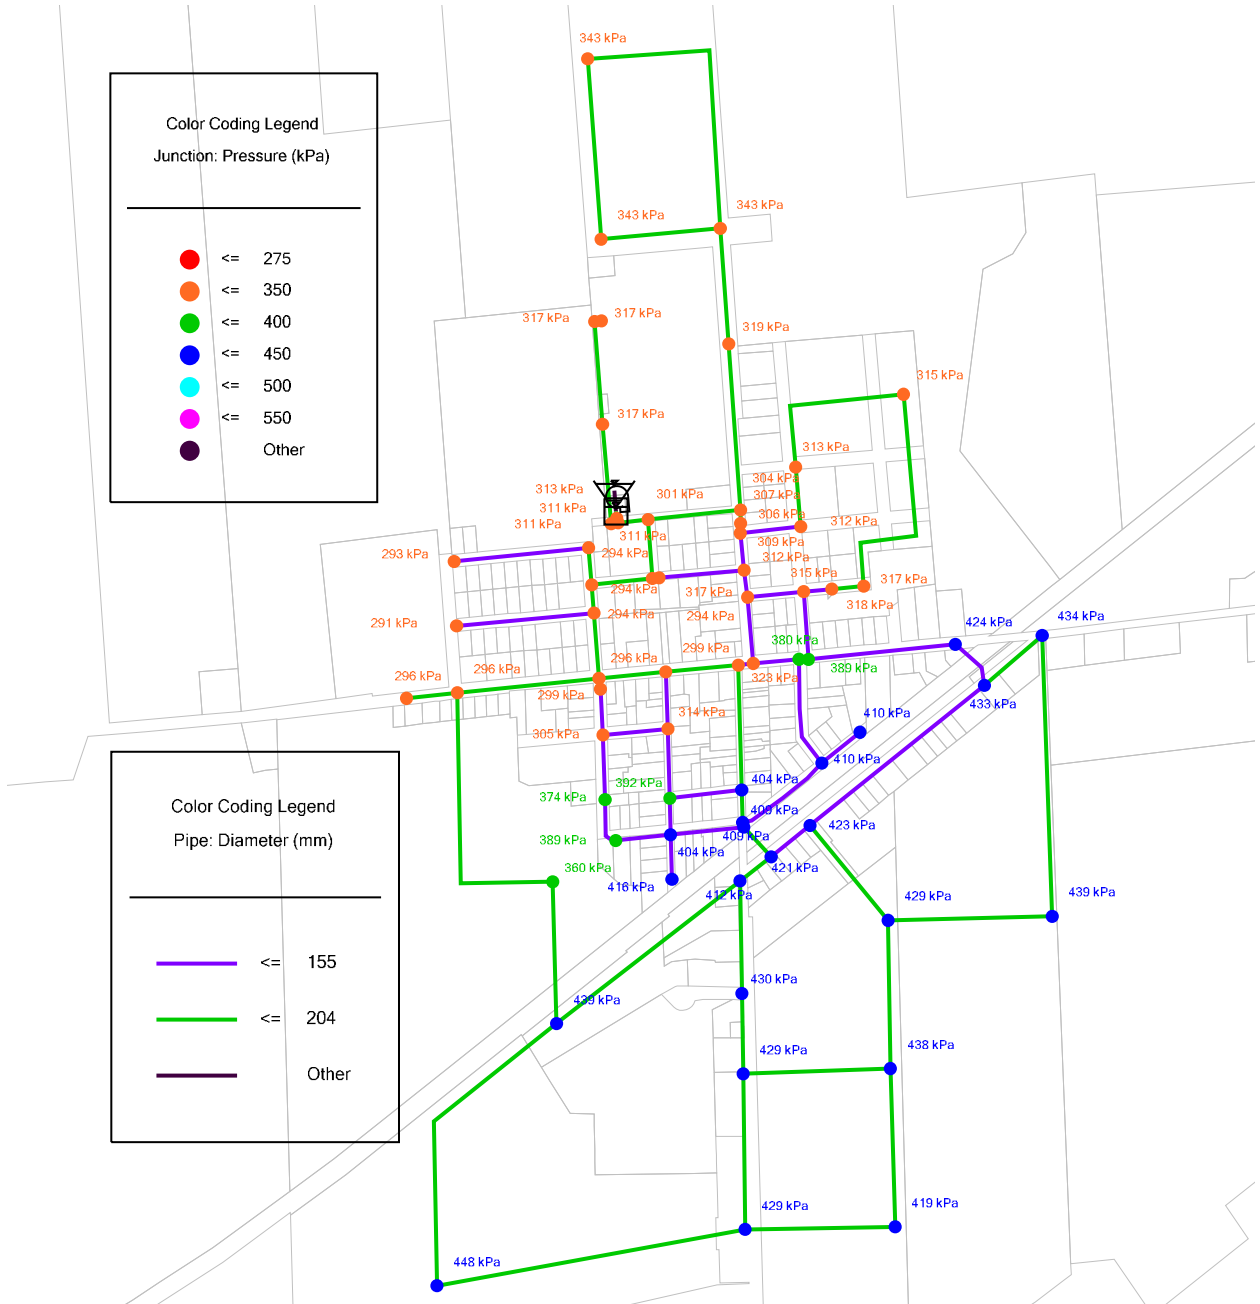 343 kPa
Color Coding Legend
Junction: Pressure (kPa)
<= 275
<= 350
<= 400
<= 450
<= 500
<= 550
Other
343 kPa
343 kPa
317 kPa
317 kPa
319 kPa
315 kPa
317 kPa
313 kPa
304 kPa
313 kPa
301 kPa
307 kPa
311 kPa
306 kPa
311 kPa
312 kPa
311 kPa
309 kPa
293 kPa
294 kPa
312 kPa
315 kPa
317 kPa
294 kPa
317 kPa
318 kPa
291 kPa
294 kPa
294 kPa
424 kPa
434 kPa
380 kPa
299 kPa
296 kPa
389 kPa
296 kPa
296 kPa
323 kPa
299 kPa
433 kPa
314 kPa
410 kPa
305 kPa
410 kPa
392 kPa
404 kPa
374 kPa
409 kPa
423 kPa
409 kPa
389 kPa
404 kPa
421 kPa
360 kPa
416 kPa
412 kPa
429 kPa
439 kPa
Color Coding Legend
Pipe: Diameter (mm)
<= 155
<= 204
Other
430 kPa
439 kPa
429 kPa
438 kPa
429 kPa
419 kPa
448 kPa